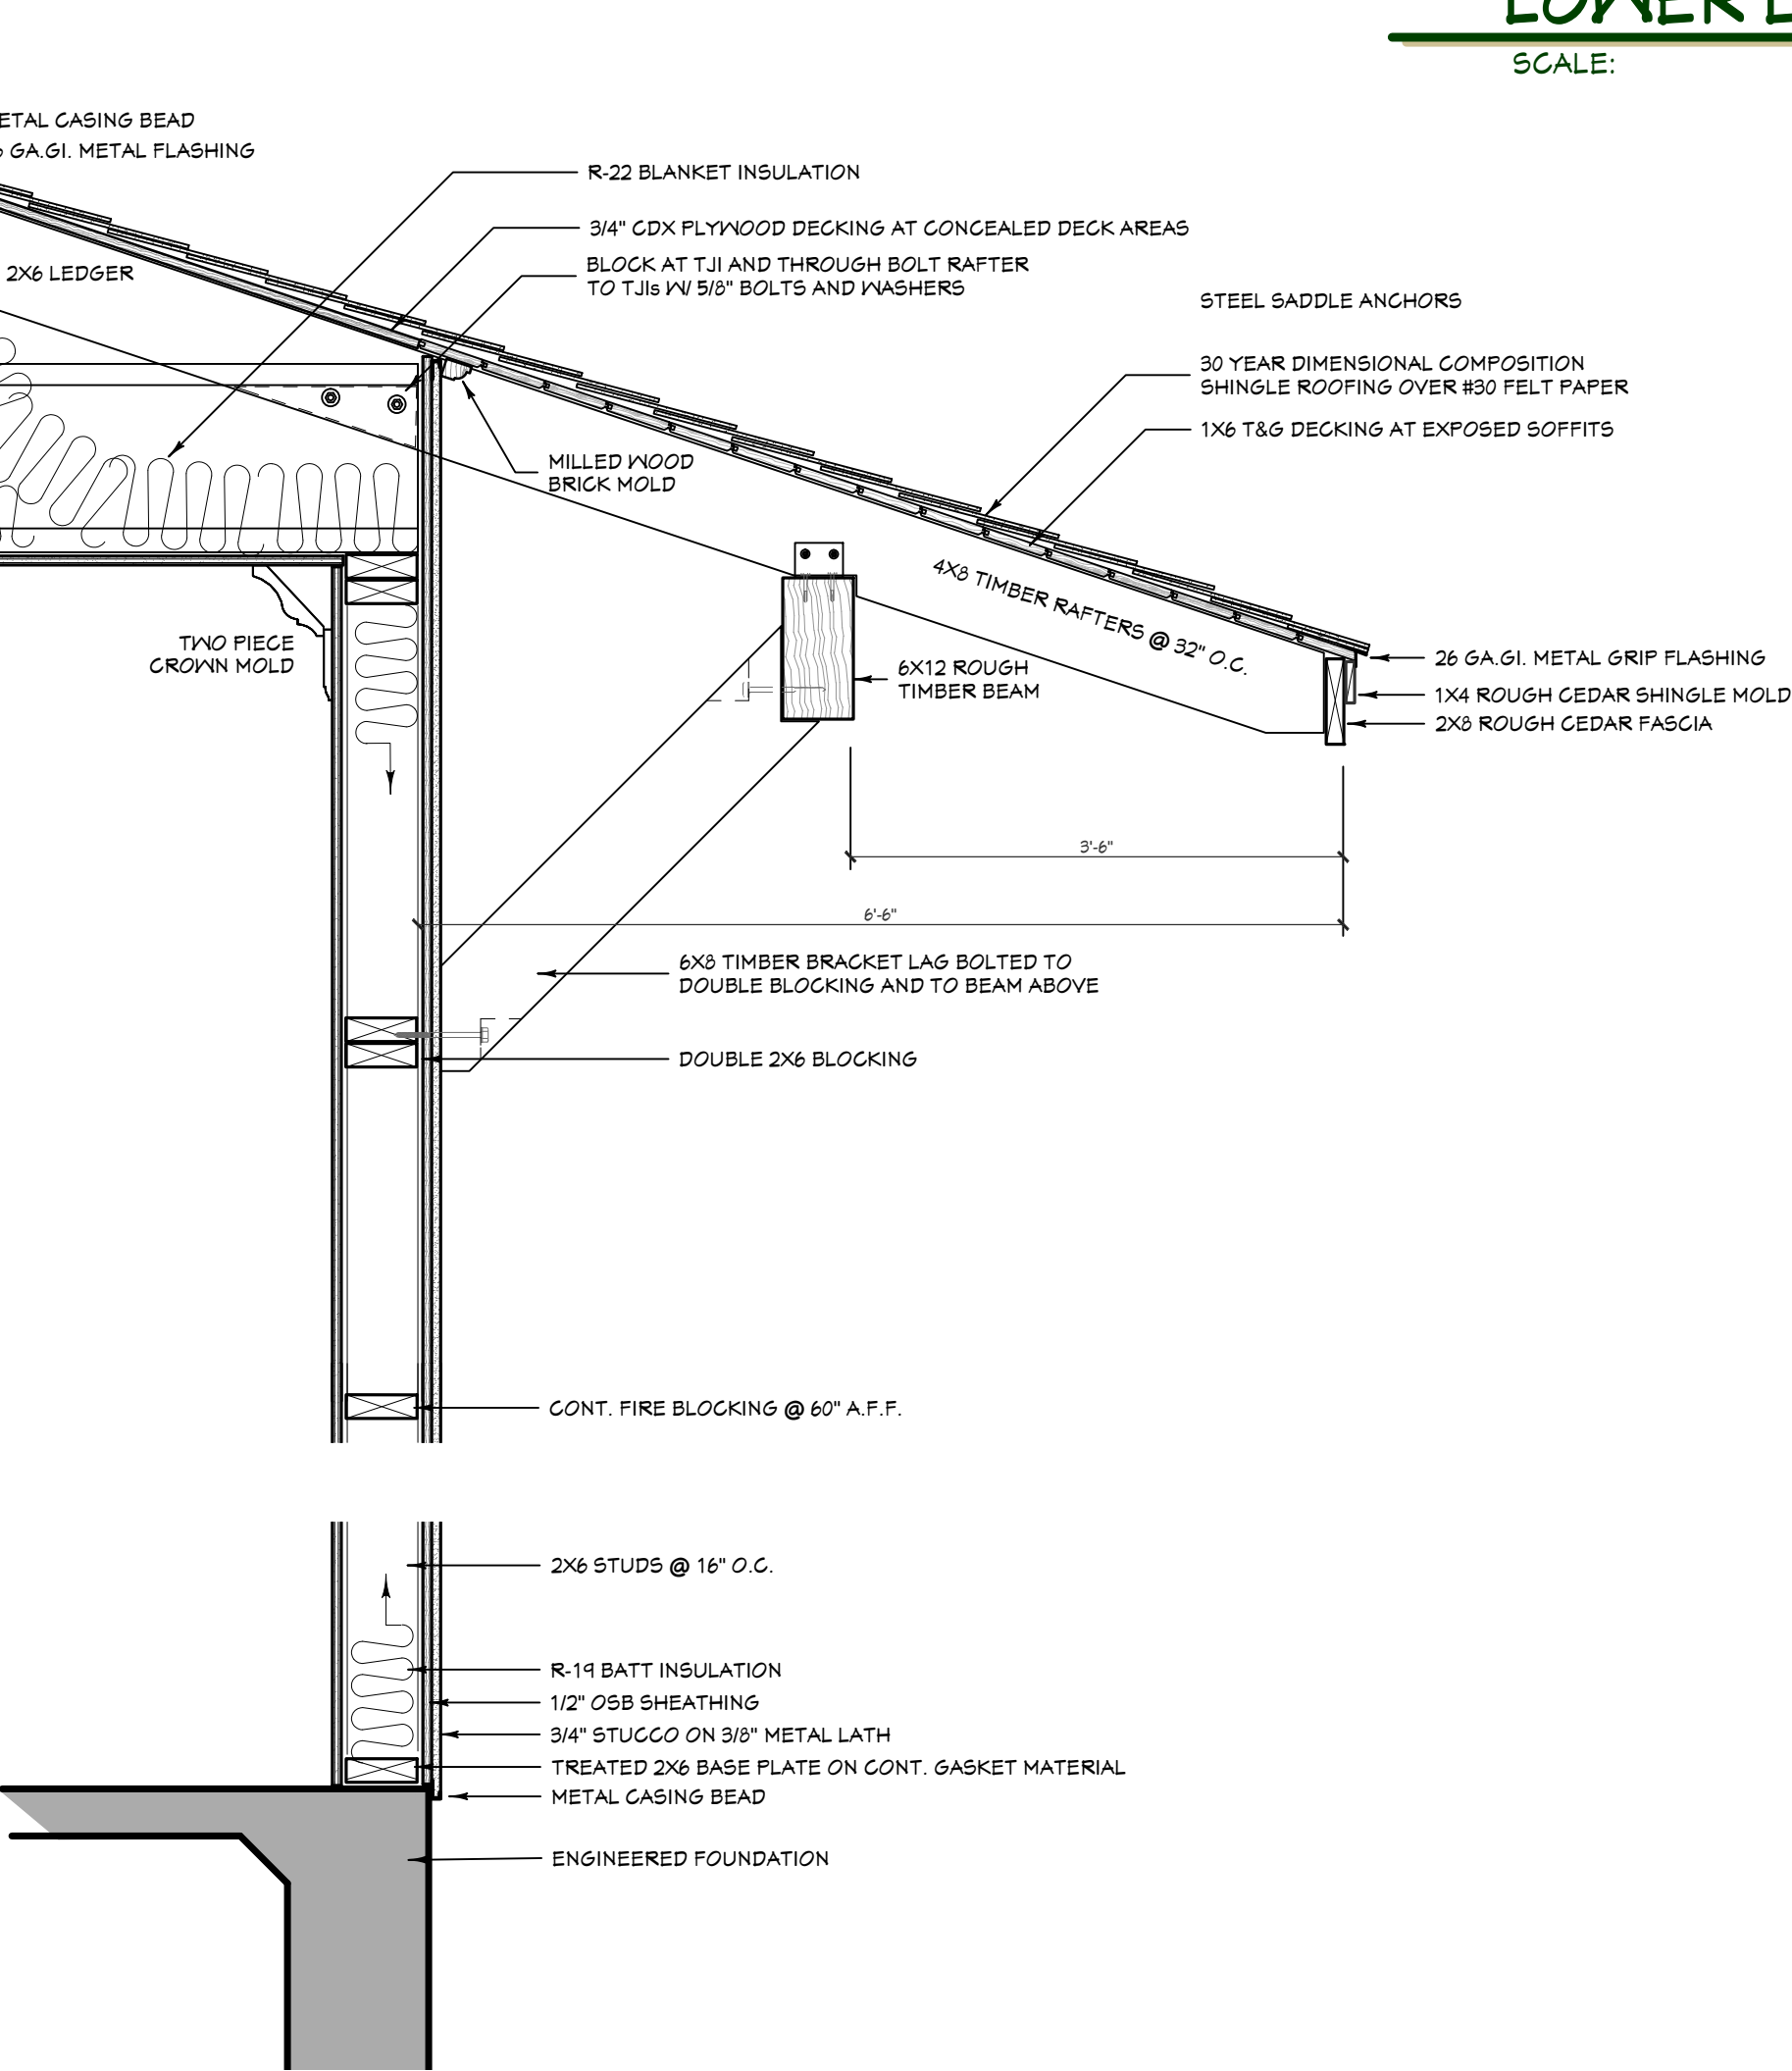 SCALE:
METAL CASING BEAD
GA.GI. METAL FLASHING
R-22 BLANKET INSULATION
3/4" CDX PLYWOOD DECKING AT CONCEALED DECK AREAS
2X6 LEDGER
BLOCK AT TJI AND THROUGH BOLT RAFTER
TO TJIs W/ 5/8" BOLTS AND WASHERS
STEEL SADDLE ANCHORS
30 YEAR DIMENSIONAL COMPOSITION
SHINGLE ROOFING OVER #30 FELT PAPER
1X6 T&G DECKING AT EXPOSED SOFFITS
MILLED WOOD
BRICK MOLD
4X8 TIMBER RAFTERS @ 32" O.C.
TWO PIECE
CROWN MOLD
6X12 ROUGH
TIMBER BEAM
26 GA.GI. METAL GRIP FLASHING
1X4 ROUGH CEDAR SHINGLE MOLD
2X8 ROUGH CEDAR FASCIA
3'-6"
6'-6"
6X8 TIMBER BRACKET LAG BOLTED TO
DOUBLE BLOCKING AND TO BEAM ABOVE
DOUBLE 2X6 BLOCKING
CONT. FIRE BLOCKING @ 60" A.F.F.
2X6 STUDS @ 16" O.C.
R-19 BATT INSULATION
1/2" OSB SHEATHING
3/4" STUCCO ON 3/8" METAL LATH
TREATED 2X6 BASE PLATE ON CONT. GASKET MATERIAL
METAL CASING BEAD
ENGINEERED FOUNDATION